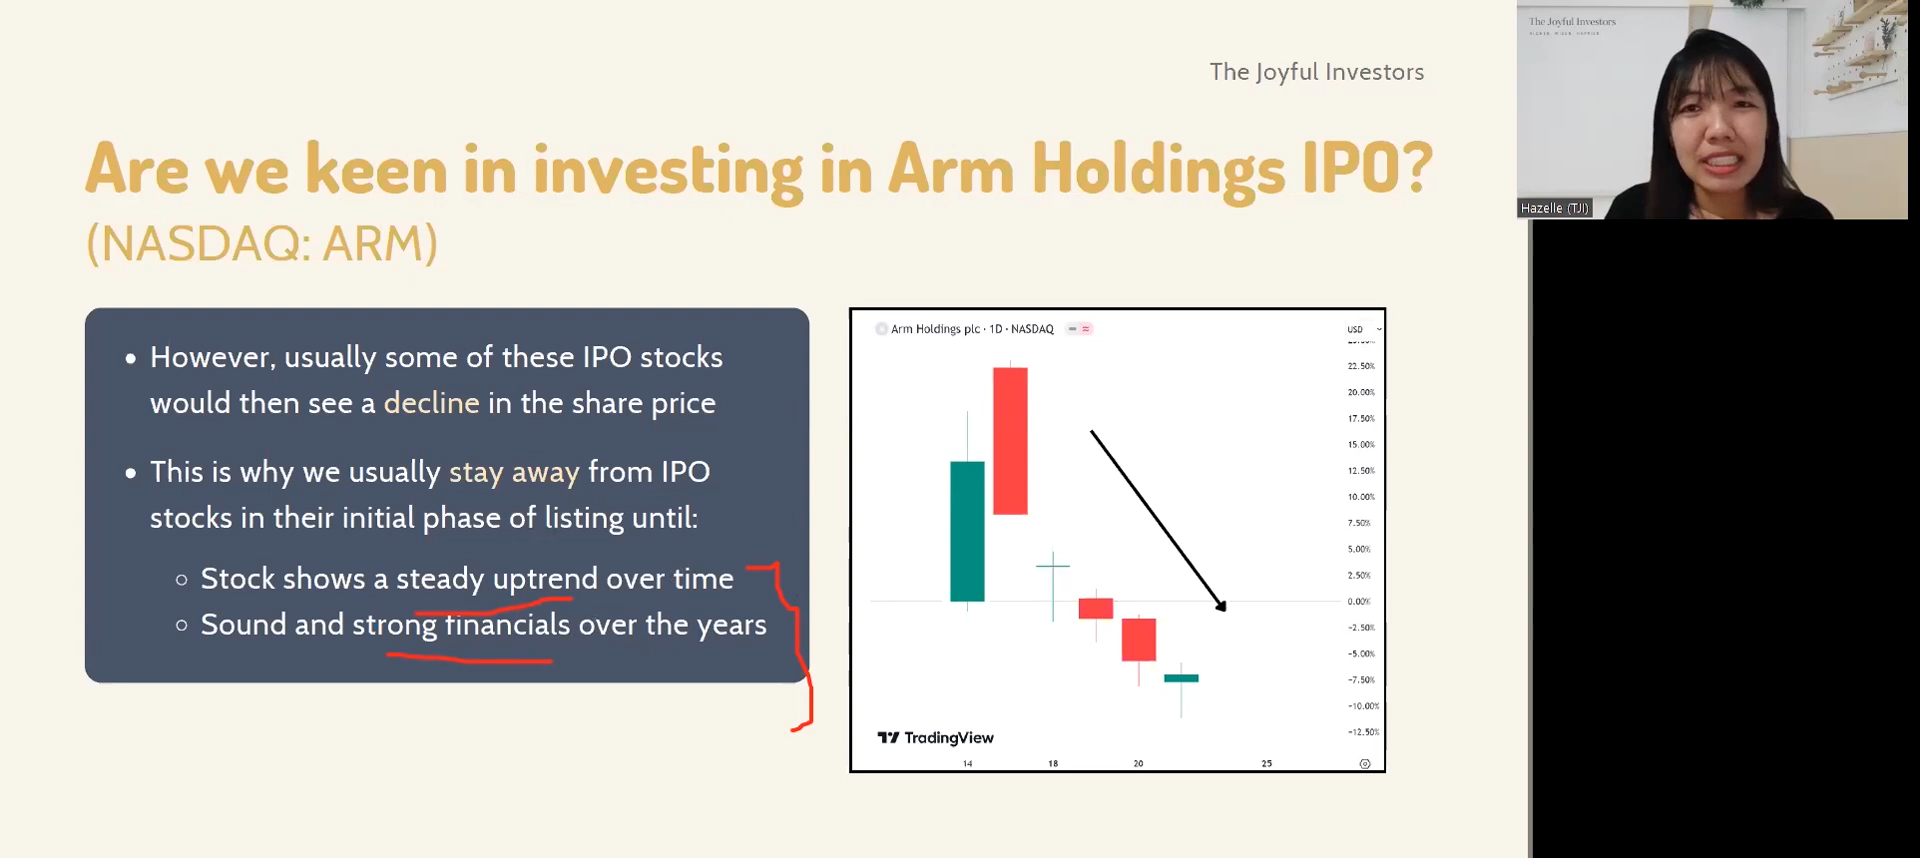 The Joyful Investors
Are we keen in investing in Arm Holdings IPO?
(NASDAQ: ARM)
• However, usually some of these IPO stocks
would then see a decline in the share price
• This is why we usually stay away from IPO
stocks in their initial phase of listing until:
○ Stock shows a steady uptrend over time
○ Sound and strong financials over the years
Arm Holdings plc · 1D · NASDAQ
USD
22.50%
20.00%
17.50%
15.00%
12.50%
10.00%
7.50%
5.00%
2.50%
0.00%
−2.50%
−5.00%
−7.50%
−10.00%
−12.50%
TradingView
14 18 20 25
The Joyful Investors
Hazelle (TJI)